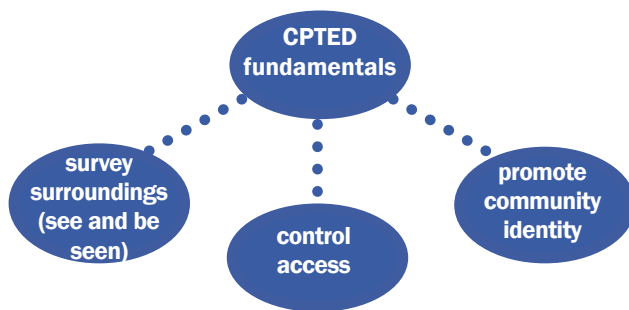 CPTED
fundamentals
survey
surroundings
(see and be
seen)
control
access
promote
community
identity